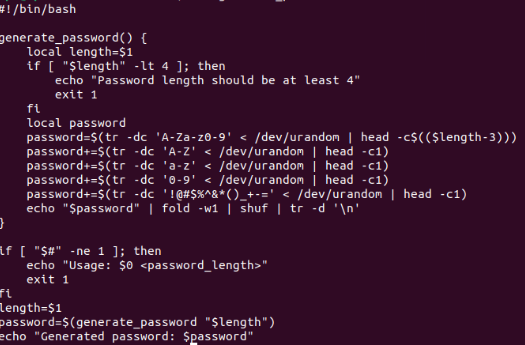 #!/bin/bash
generate_password() {
    local length=$1
    if [ "$length" -lt 4 ]; then
        echo "Password length should be at least 4"
        exit 1
    fi
    local password
    password=$(tr -dc 'A-Za-z0-9' < /dev/urandom | head -c$(($length-3)))
    password+=$(tr -dc 'A-Z' < /dev/urandom | head -c1)
    password+=$(tr -dc 'a-z' < /dev/urandom | head -c1)
    password+=$(tr -dc '0-9' < /dev/urandom | head -c1)
    password+=$(tr -dc '!@#$%^&*()_+-=' < /dev/urandom | head -c1)
    echo "$password" | fold -w1 | shuf | tr -d '\n'
}
if [ "$#" -ne 1 ]; then
    echo "Usage: $0 <password_length>"
    exit 1
fi
length=$1
password=$(generate_password "$length")
echo "Generated password: $password"